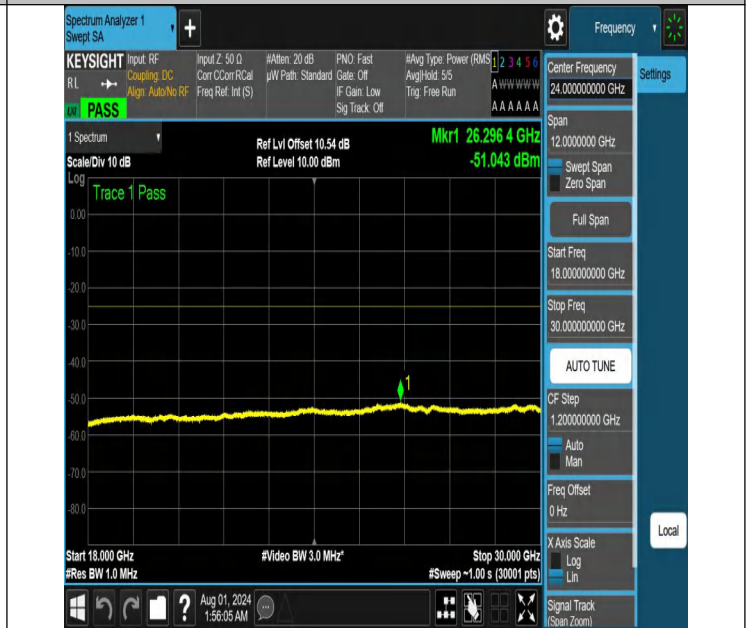 Spectrum Analyzer 1
Swept SA
+
Frequency
KEYSIGHT
RL
PASS
Input: RF
Coupling: DC
Align: Auto/No RF
Input Z: 50 Ω
Corr CCorr RCal
Freq Ref: Int (S)
#Atten: 20 dB
µW Path: Standard
PNO: Fast
Gate: Off
IF Gain: Low
Sig Track: Off
#Avg Type: Power (RMS
Avg|Hold: 5/5
Trig: Free Run
1 2 3 4 5 6
A W W W W W
A A A A A A
1 Spectrum
Scale/Div 10 dB
Ref Lvl Offset 10.54 dB
Ref Level 10.00 dBm
Mkr1 26.296 4 GHz
-51.043 dBm
Log
Trace 1 Pass
0.00
-10.0
-20.0
-30.0
-40.0
-50.0
-60.0
-70.0
-80.0
1
Start 18.000 GHz
#Res BW 1.0 MHz
#Video BW 3.0 MHz*
Stop 30.000 GHz
#Sweep ~1.00 s (30001 pts)
Aug 01, 2024
1:56:05 AM
?
Center Frequency
24.000000000 GHz
Span
12.0000000 GHz
Swept Span
Zero Span
Full Span
Start Freq
18.000000000 GHz
Stop Freq
30.000000000 GHz
AUTO TUNE
CF Step
1.200000000 GHz
Auto
Man
Freq Offset
0 Hz
X Axis Scale
Log
Lin
Signal Track
(Span Zoom)
Settings
Local